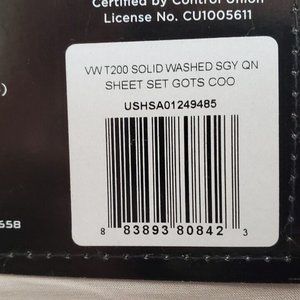 Certified by Control Union
License No. CU1005611
VW T200 SOLID WASHED SGY QN
SHEET SET GOTS COO
USHSA01249485
8 83893 80842 3
)
658